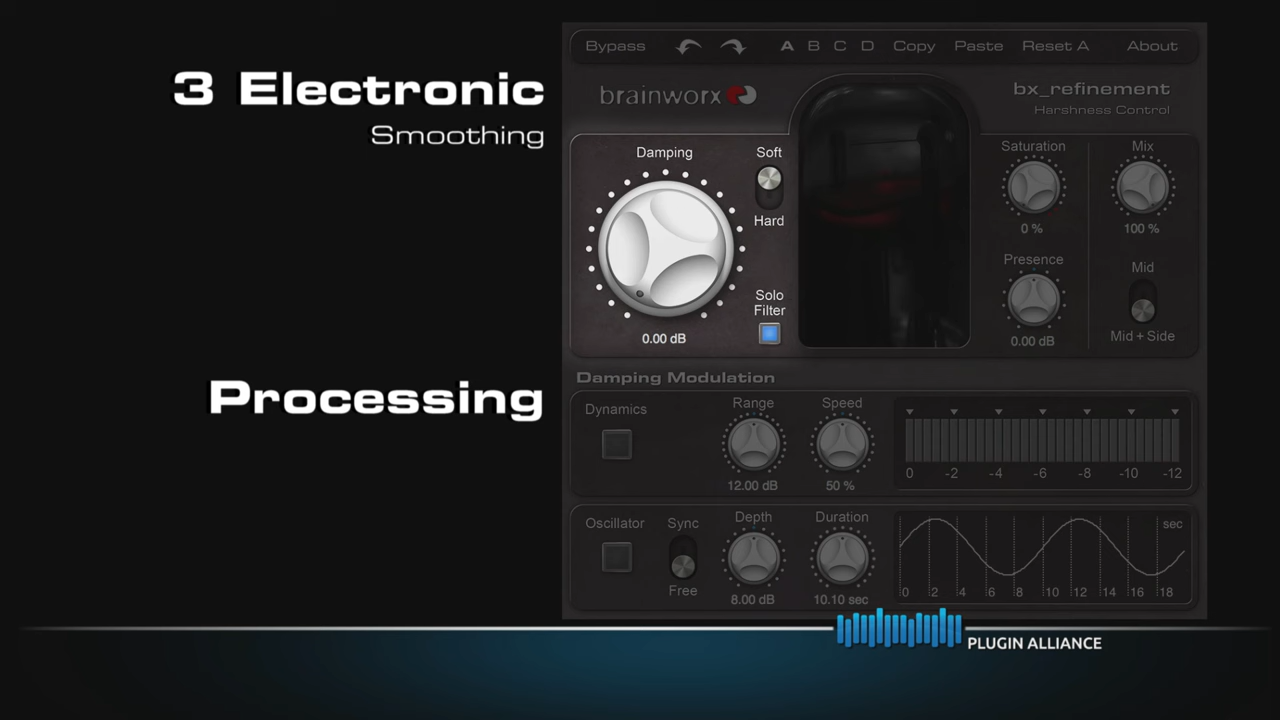 3 Electronic
Smoothing
Processing
Bypass A B C D Copy Paste Reset A About
brainworx
bx_refinement
Harshness Control
Damping
Soft
Hard
Solo
Filter
0.00 dB
Saturation
0 %
Mix
100 %
Presence
0.00 dB
Mid
Mid + Side
Damping Modulation
Dynamics
Range
12.00 dB
Speed
50 %
0 -2 -4 -6 -8 -10 -12
Oscillator
Sync
Free
Depth
8.00 dB
Duration
10.10 sec
sec
0 2 4 6 8 10 12 14 16 18
PLUGIN ALLIANCE